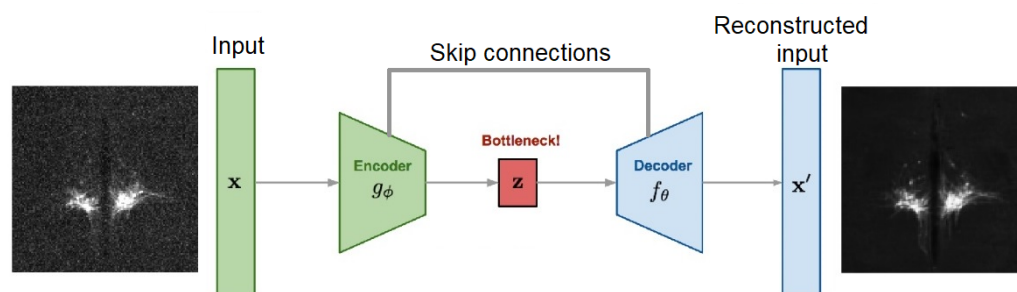 Input
Skip connections
Reconstructed
input
Bottleneck!
Encoder
Decoder
x
gϕ
z
fθ
x′